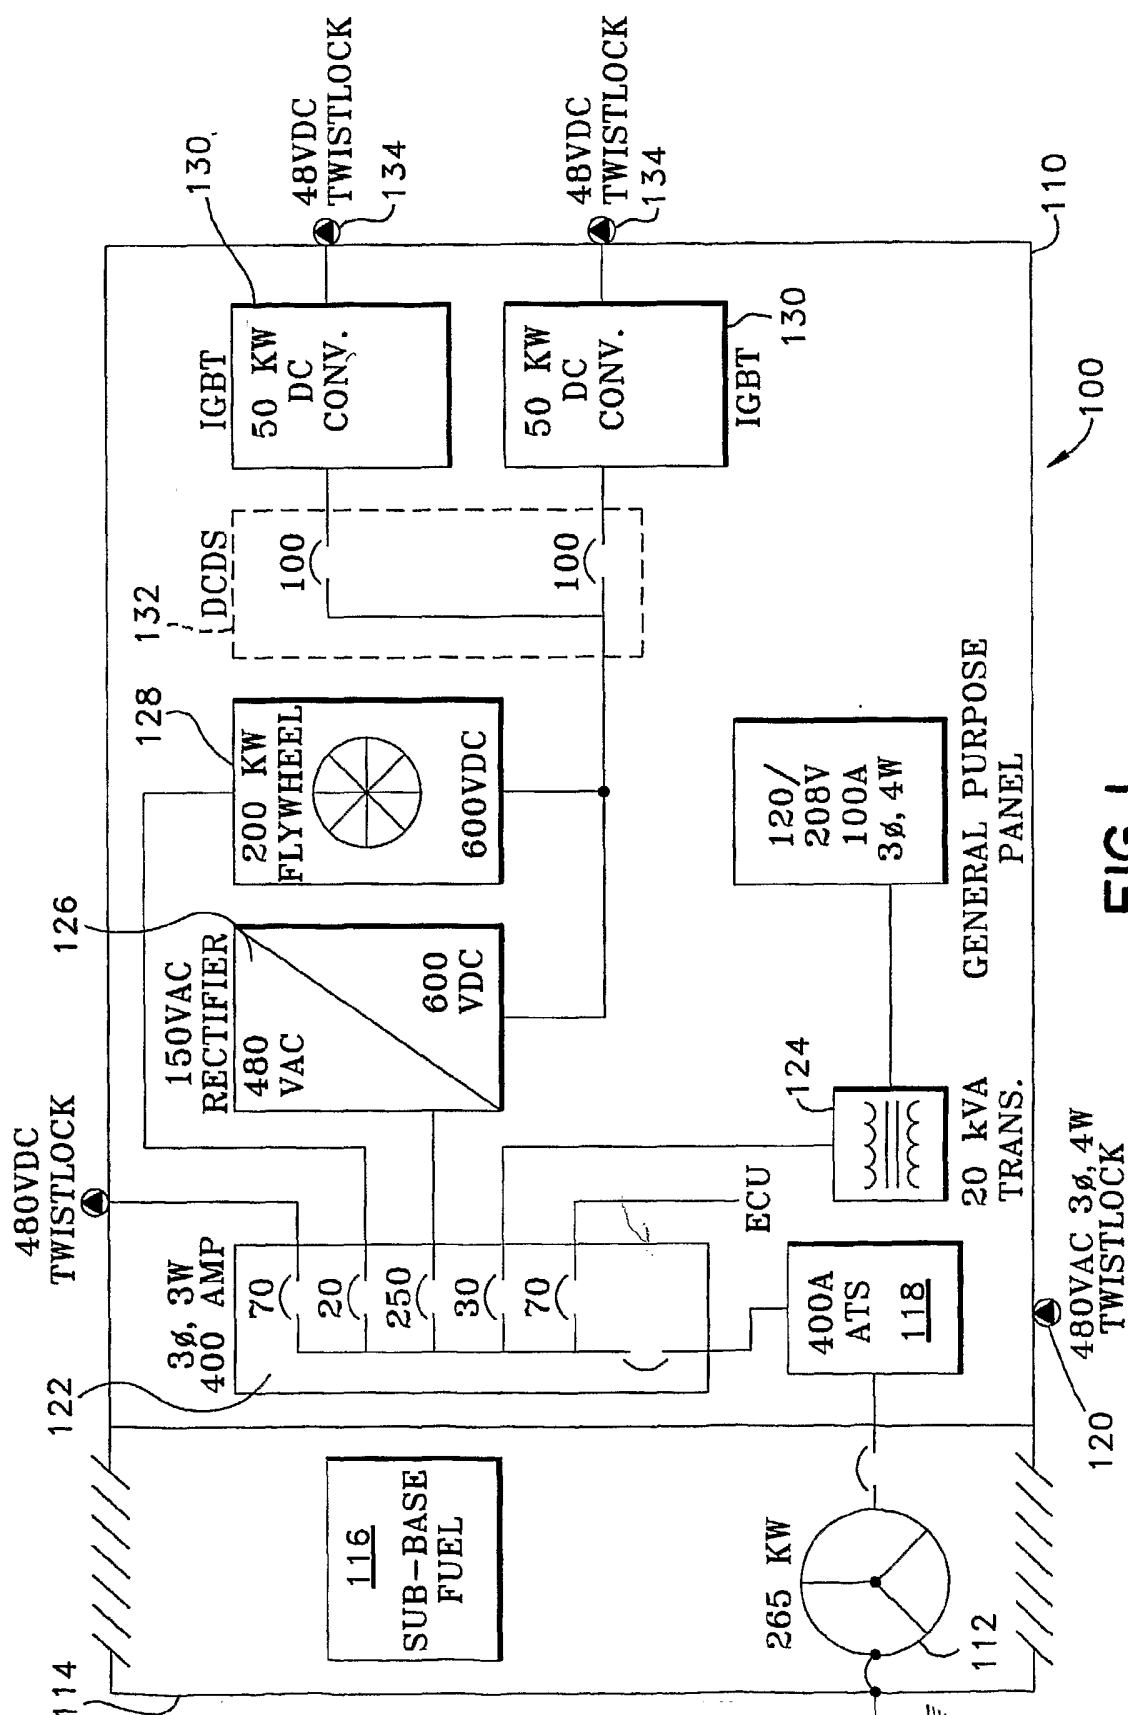 48VDC
TWISTLOCK
134
48VDC
TWISTLOCK
134
110
130
IGBT
50 KW
DC
CONV.
50 KW
DC
CONV.
130
IGBT
100
132
DCDS
100
100
128
200 KW
FLYWHEEL
600VDC
120/
208V
100A
3ø, 4W
GENERAL PURPOSE
PANEL
126
150VAC
RECTIFIER
480
VAC
600
VDC
124
20 kVA
TRANS.
480VDC
TWISTLOCK
ECU
122
3ø, 3W
400 AMP
70
20
250
30
70
400A
ATS
118
480VAC 3ø, 4W
TWISTLOCK
120
116
SUB-BASE
FUEL
265 KW
112
114